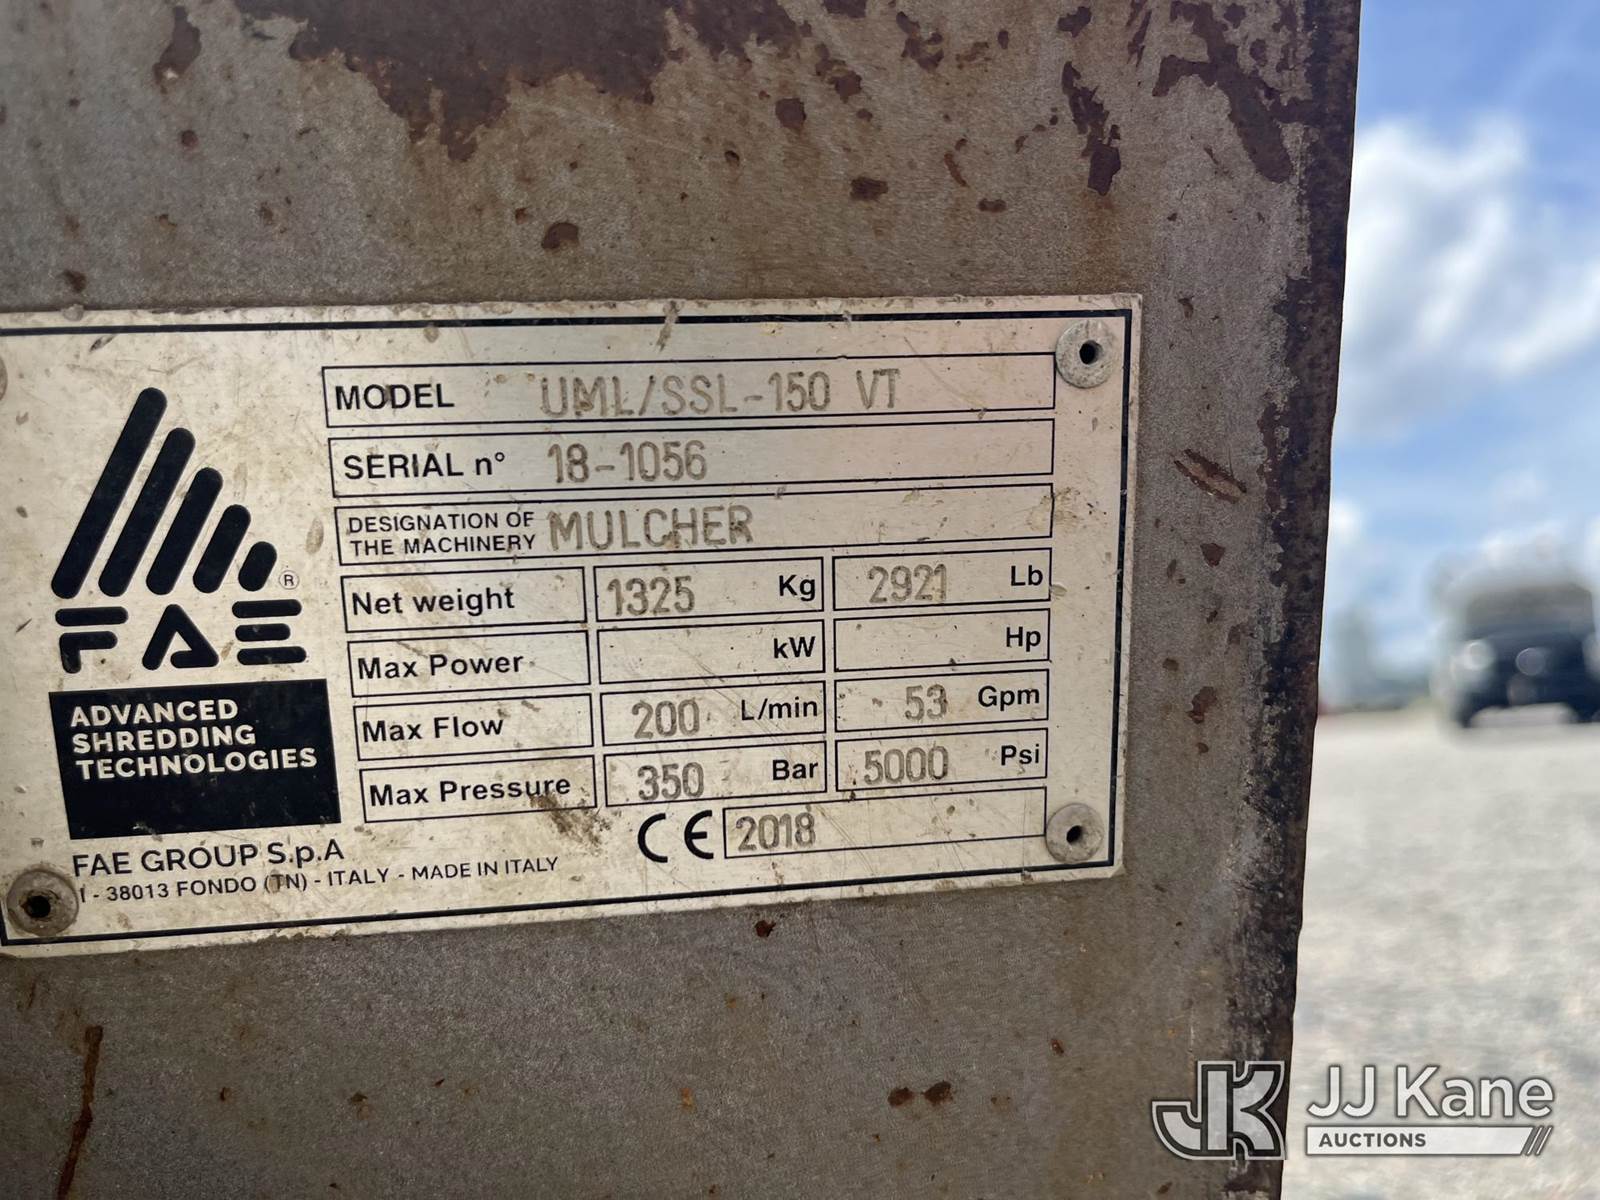 MODEL UML/SSL-150 VT
SERIAL n° 18-1056
DESIGNATION OF
THE MACHINERY MULCHER
Net weight 1325 Kg 2921 Lb
Max Power kW Hp
Max Flow 200 L/min 53 Gpm
Max Pressure 350 Bar 5000 Psi
CE 2018
FAE ®
ADVANCED
SHREDDING
TECHNOLOGIES
FAE GROUP S.p.A
I - 38013 FONDO (TN) - ITALY - MADE IN ITALY
JK JJ Kane
AUCTIONS